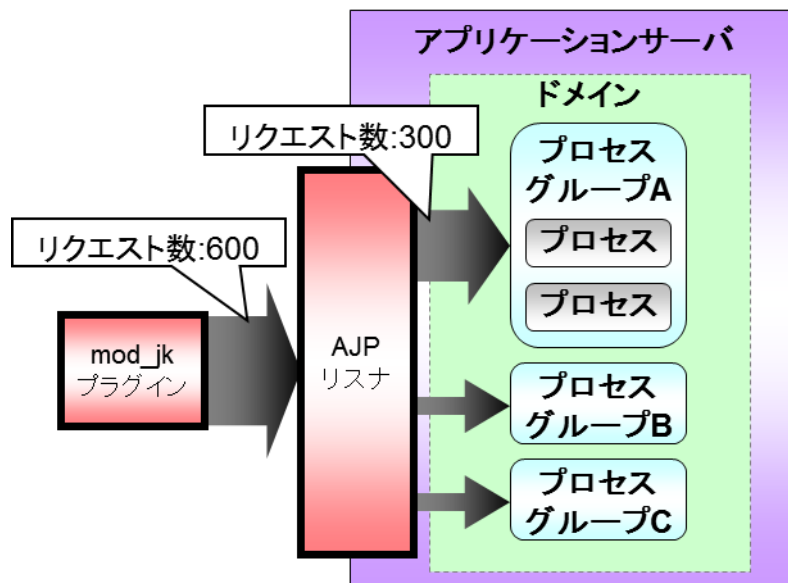 アプリケーションサーバ
ドメイン
リクエスト数:300
プロセス
グループA
プロセス
プロセス
リクエスト数:600
mod_jk
プラグイン
AJP
リスナ
プロセス
グループB
プロセス
グループC